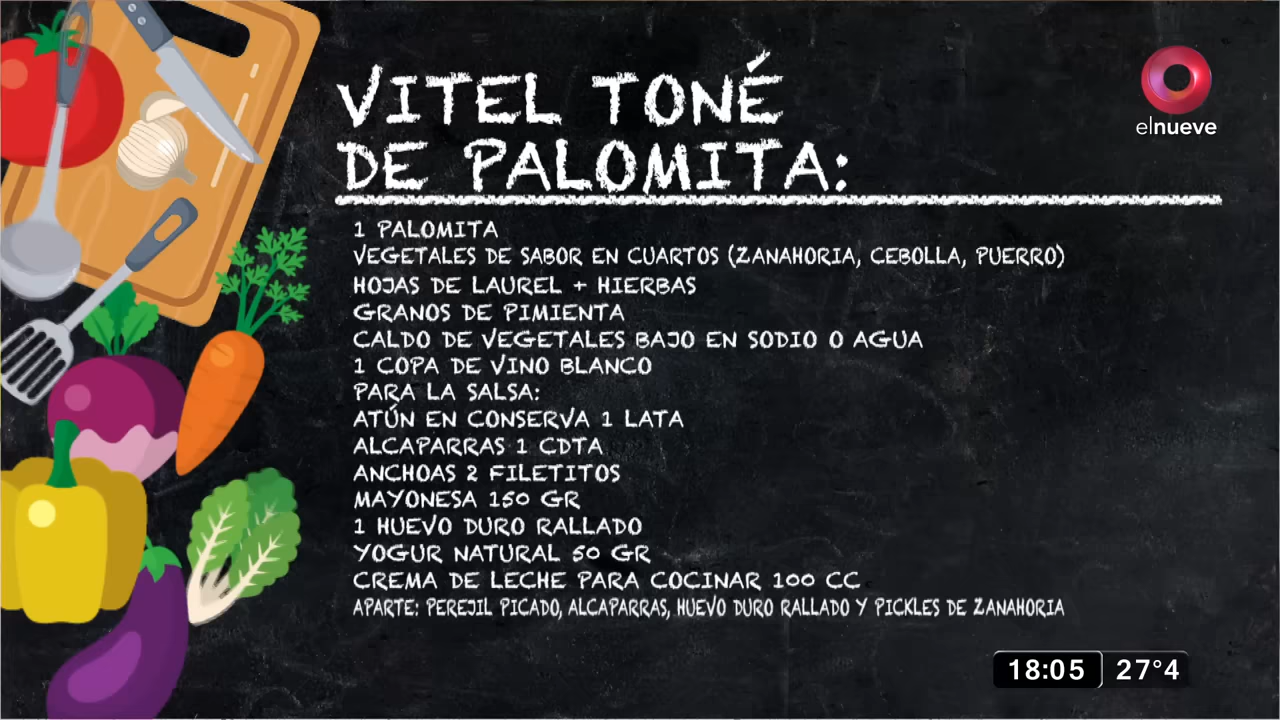 VITEL TONÉ
DE PALOMITA:
elnueve
1 PALOMITA
VEGETALES DE SABOR EN CUARTOS (ZANAHORIA, CEBOLLA, PUERRO)
HOJAS DE LAUREL + HIERBAS
GRANOS DE PIMIENTA
CALDO DE VEGETALES BAJO EN SODIO O AGUA
1 COPA DE VINO BLANCO
PARA LA SALSA:
ATÚN EN CONSERVA 1 LATA
ALCAPARRAS 1 CDTA
ANCHOAS 2 FILETITOS
MAYONESA 150 GR
1 HUEVO DURO RALLADO
YOGUR NATURAL 50 GR
CREMA DE LECHE PARA COCINAR 100 CC
APARTE: PEREJIL PICADO, ALCAPARRAS, HUEVO DURO RALLADO Y PICKLES DE ZANAHORIA
18:05 27°4